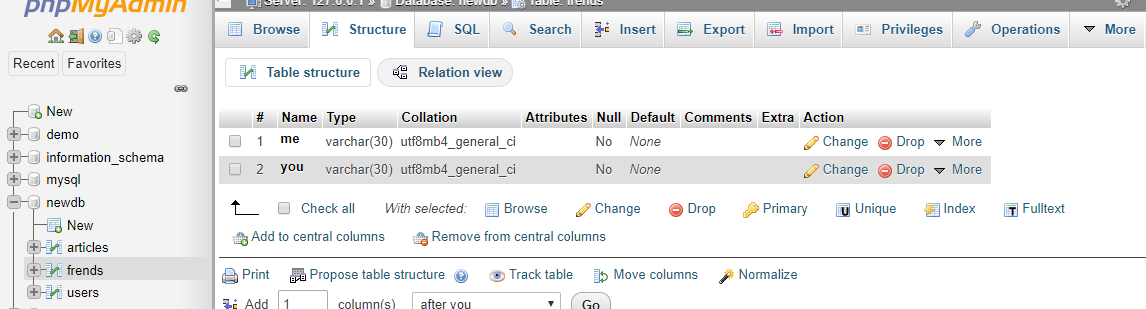 phpMyAdmin
Recent Favorites
New
demo
information_schema
mysql
newdb
New
articles
frends
users
Server: 127.0.0.1 » Database: newdb » Table: frends
Browse Structure SQL Search Insert Export Import Privileges Operations More
Table structure Relation view
# Name Type Collation Attributes Null Default Comments Extra Action
1 me varchar(30) utf8mb4_general_ci No None Change Drop More
2 you varchar(30) utf8mb4_general_ci No None Change Drop More
Check all With selected: Browse Change Drop Primary Unique Index Fulltext
Add to central columns Remove from central columns
Print Propose table structure Track table Move columns Normalize
Add 1 column(s) after you Go